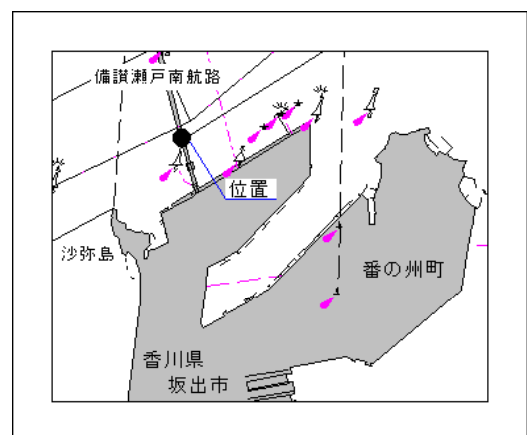 備讃瀬戸南航路
位置
沙弥島
番の州町
香川県
坂出市